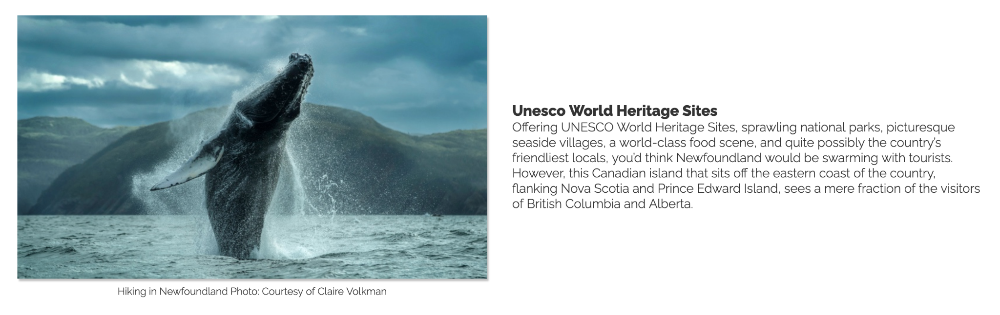 Unesco World Heritage Sites
Offering UNESCO World Heritage Sites, sprawling national parks, picturesque
seaside villages, a world-class food scene, and quite possibly the country's
friendliest locals, you'd think Newfoundland would be swarming with tourists.
However, this Canadian island that sits off the eastern coast of the country,
flanking Nova Scotia and Prince Edward Island, sees a mere fraction of the visitors
of British Columbia and Alberta.
Hiking in Newfoundland Photo: Courtesy of Claire Volkman